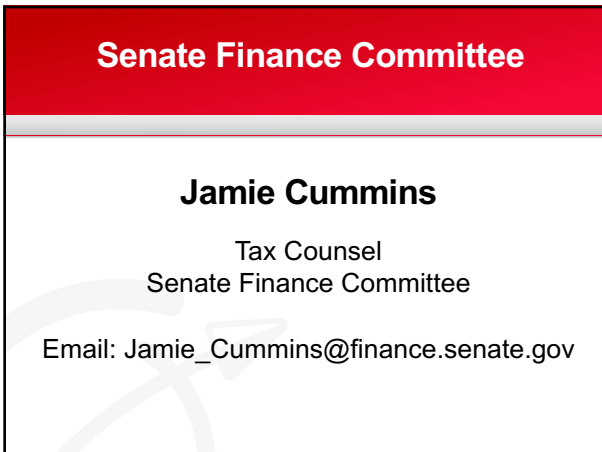 Senate Finance Committee
Jamie Cummins
Tax Counsel
Senate Finance Committee
Email: Jamie_Cummins@finance.senate.gov